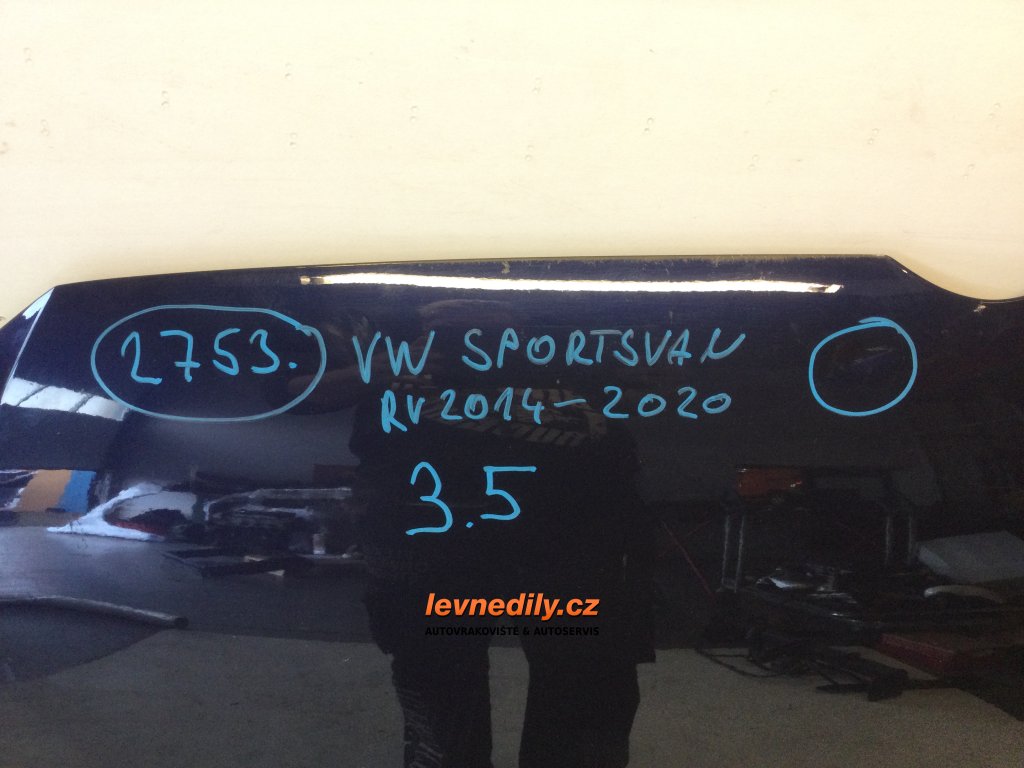 2753. VW SPORTSVAN
RV 2014-2020
3.5
levnedily.cz
AUTOVRAKOVIŠTĚ & AUTOSERVIS